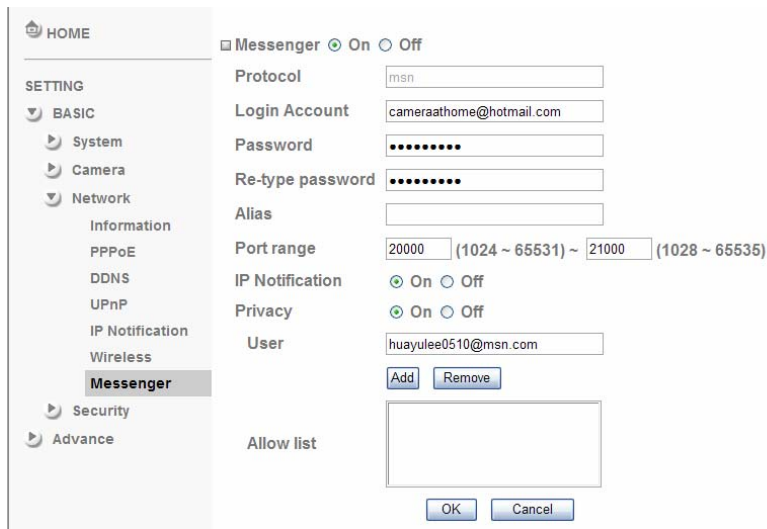 HOME
SETTING
BASIC
System
Camera
Network
Information
PPPoE
DDNS
UPnP
IP Notification
Wireless
Messenger
Security
Advance
Messenger On Off
Protocol msn
Login Account cameraathome@hotmail.com
Password •••••••••
Re-type password •••••••••
Alias
Port range 20000 (1024 ~ 65531) ~ 21000 (1028 ~ 65535)
IP Notification On Off
Privacy On Off
User huayulee0510@msn.com
Add Remove
Allow list
OK Cancel